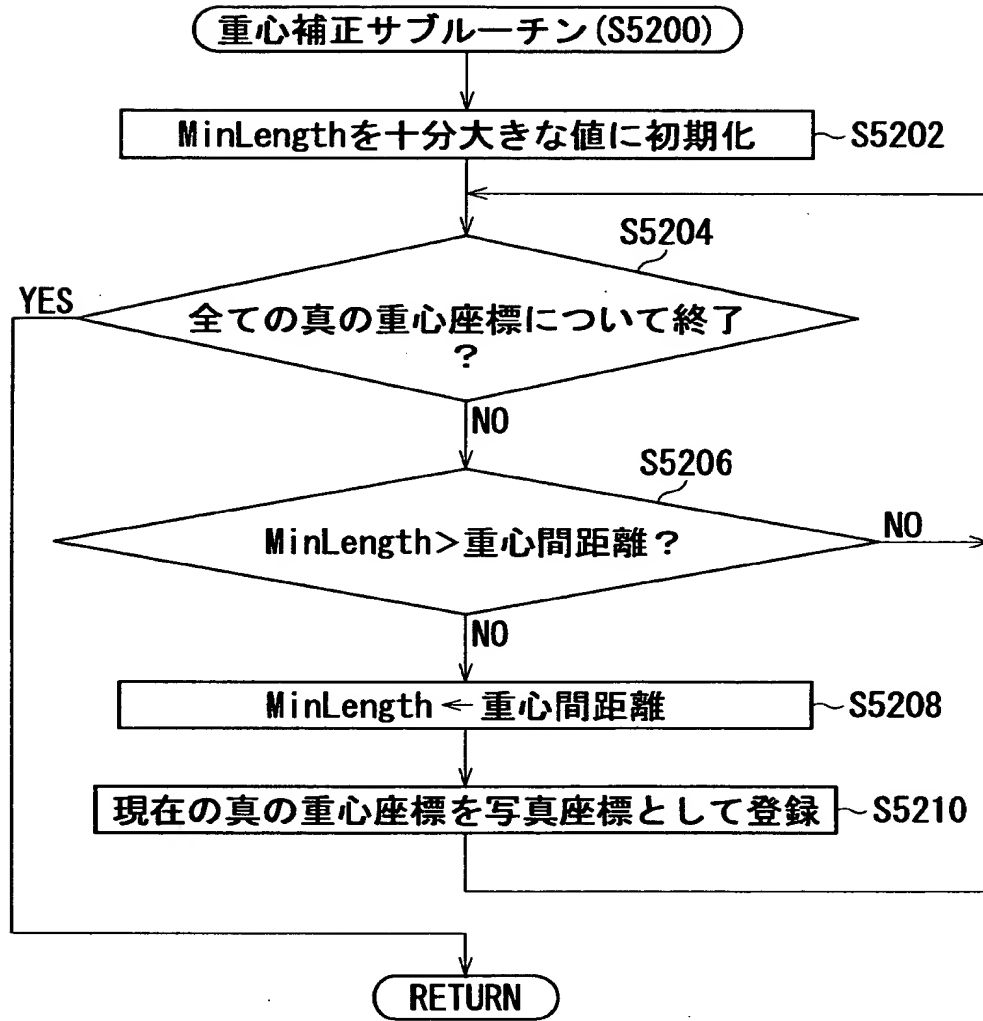 重心補正サブルーチン(S5200)
MinLengthを十分大きな値に初期化
S5202
S5204
YES
全ての真の重心座標について終了
?
NO
S5206
MinLength>重心間距離?
NO
NO
MinLength←重心間距離
S5208
現在の真の重心座標を写真座標として登録
S5210
RETURN